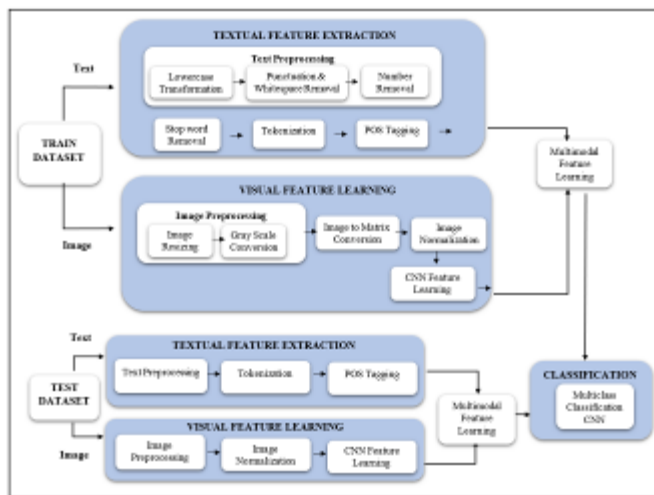 TEXTUAL FEATURE EXTRACTION
Text Preprocessing
Text
Lowercase
Transformation
Punctuation &
Whitespace Removal
Number
Removal
TRAIN
DATASET
Stop word
Removal
Tokenization
POS Tagging
Multimodal
Feature
Learning
VISUAL FEATURE LEARNING
Image Preprocessing
Image
Resizing
Gray Scale
Conversion
Image to Matrix
Conversion
Image
Normalization
Image
CNN Feature
Learning
Text
TEXTUAL FEATURE EXTRACTION
Text Preprocessing
Tokenization
POS Tagging
TEST
DATASET
Multimodal
Feature
Learning
CLASSIFICATION
Multiclass
Classification
CNN
VISUAL FEATURE LEARNING
Image
Image
Preprocessing
Image
Normalization
CNN Feature
Learning